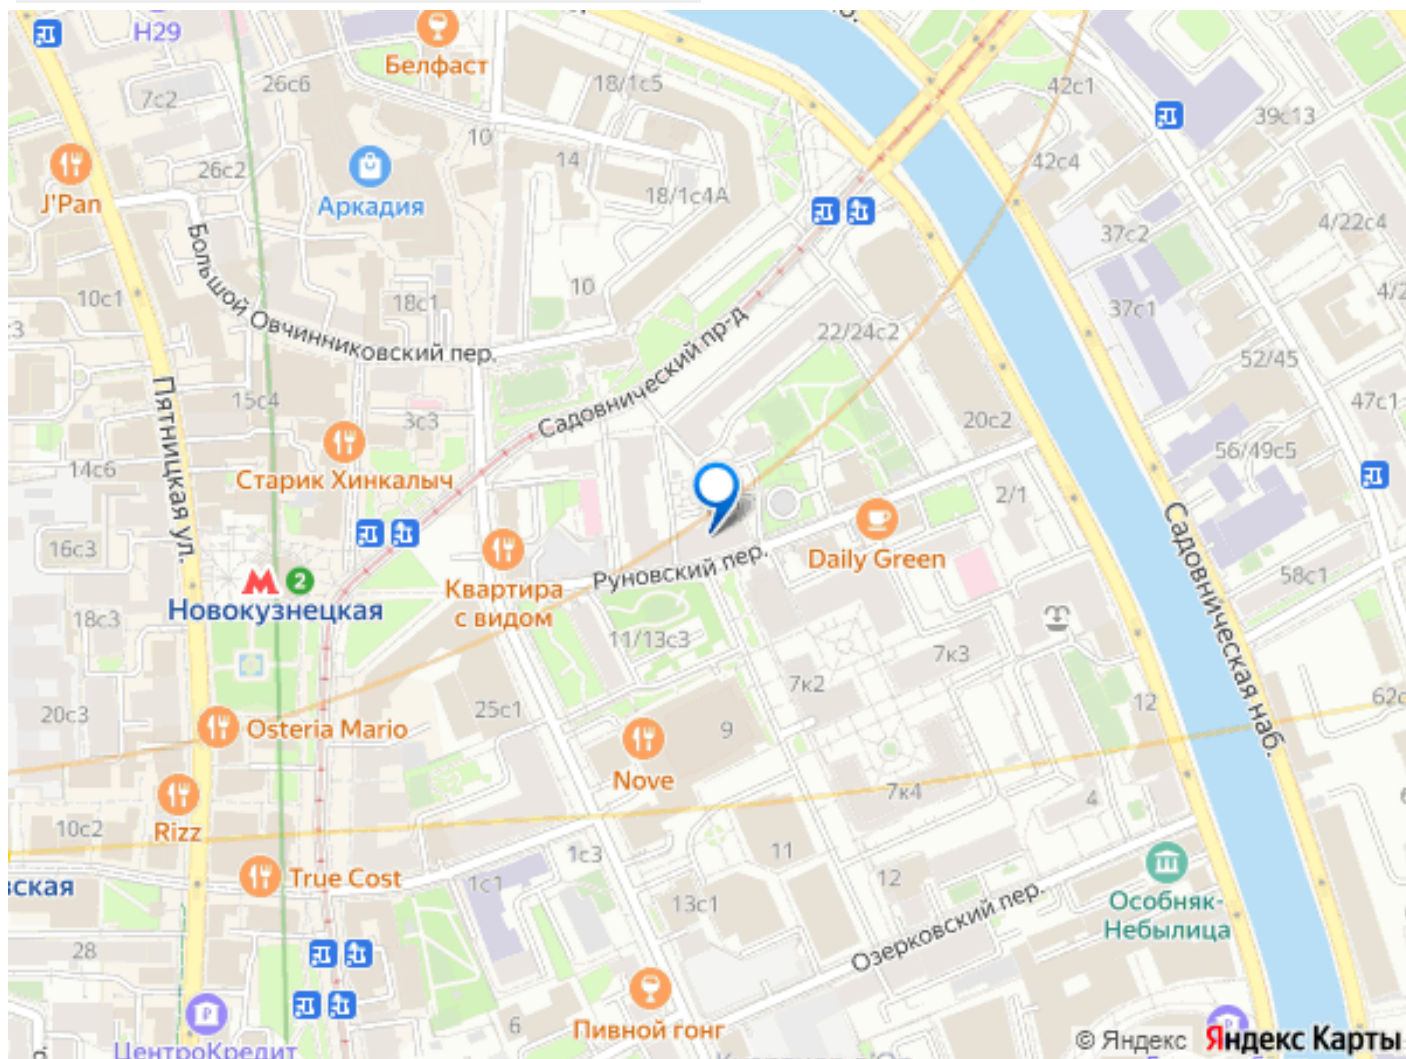 Н29
Белфаст
26с6
7с2
18/1с5
42с1
39с13
10
14
26с2
42с4
J'Pan
Аркадия
18/1с4А
4/22с4
37с2
Большой Овчинниковский пер.
10с1
18с1
10
37с1
22/24с2
Садовнический пр-д
52/45
Пятницкая ул.
15с4
3с3
47с1
20с2
56/49с5
14с6
Старик Хинкалыч
2/1
16с3
Daily Green
Руновский пер.
Садовническая наб.
2
Новокузнецкая
Квартира
с видом
58с1
18с3
11/13с3
7к3
7к2
12
20с3
25с1
Osteria Mario
9
Nove
7к4
4
Rizz
10с2
1с3
11
True Cost
1с1
12
13с1
Особняк-
Небылица
Озерковский пер.
28
6
Пивной гонг
ЦентроКредит
© Яндекс Яндекс Карты